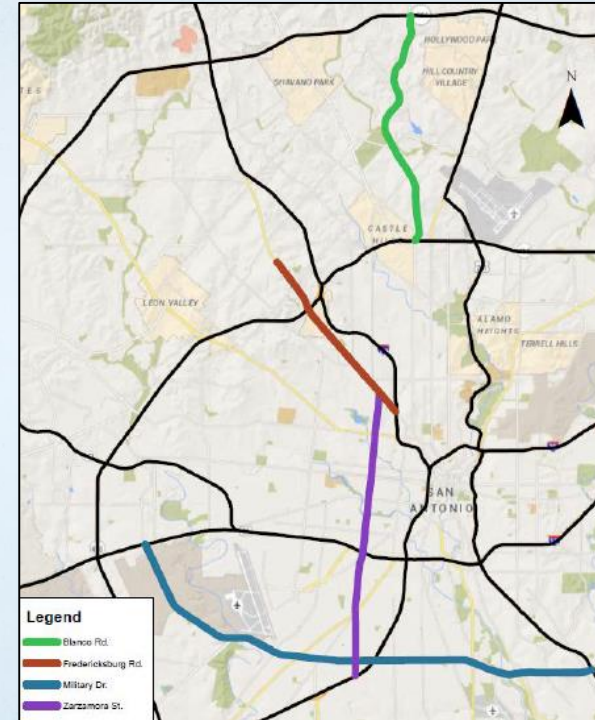 HOLLYWOOD PARK
HILL COUNTRY
VILLAGE
SHAVANO PARK
N
CASTLE
LEON VALLEY
ALAMO
HEIGHTS
TERRELL HILLS
SAN
ANTONIO
Legend
Blanco Rd.
Fredericksburg Rd.
Military Dr.
Zarzamora St.